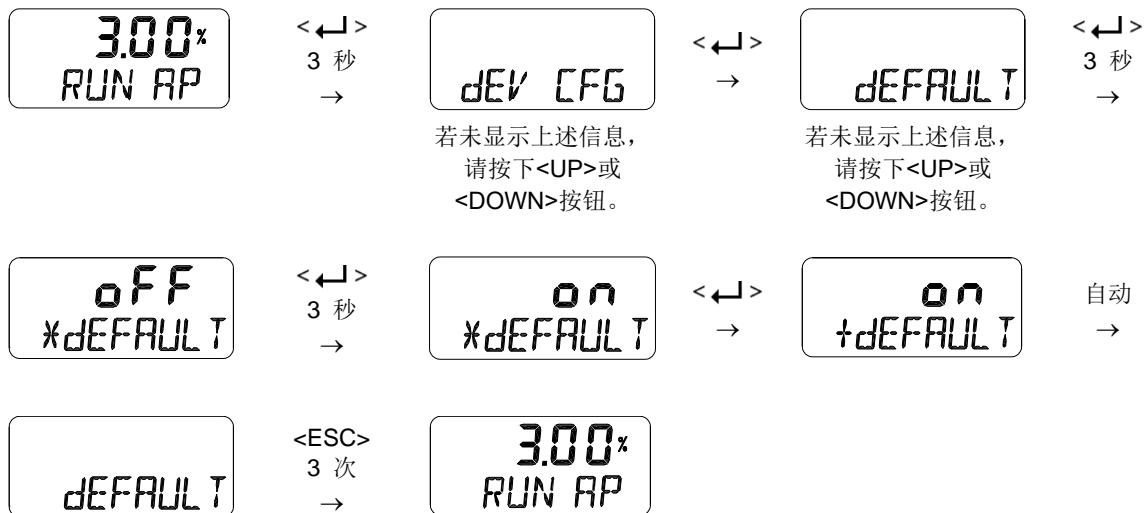 3.00%
RUN AP
<↵>
3 秒
→
dEV CFG
若未显示上述信息，
请按下<UP>或
<DOWN>按钮。
<↵>
→
dEFAULT
若未显示上述信息，
请按下<UP>或
<DOWN>按钮。
<↵>
3 秒
→
oFF
*dEFAULT
<↵>
3 秒
→
on
*dEFAULT
<↵>
→
on
+dEFAULT
自动
→
dEFAULT
<ESC>
3 次
→
3.00%
RUN AP